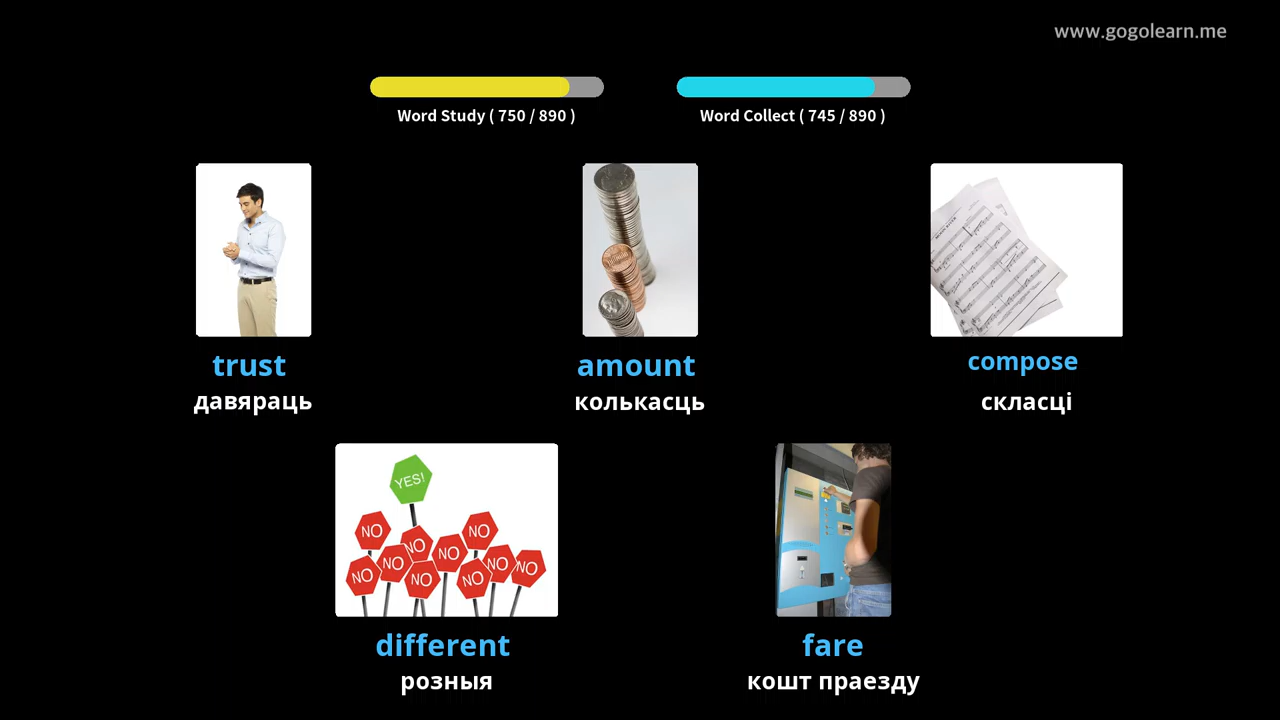 www.gogolearn.me
Word Study ( 750 / 890 )
Word Collect ( 745 / 890 )
trust
давяраць
amount
колькасць
compose
скласці
YES!
NO
NO
NO
NO
NO
NO
NO
NO
NO
NO
different
розныя
fare
кошт праезду